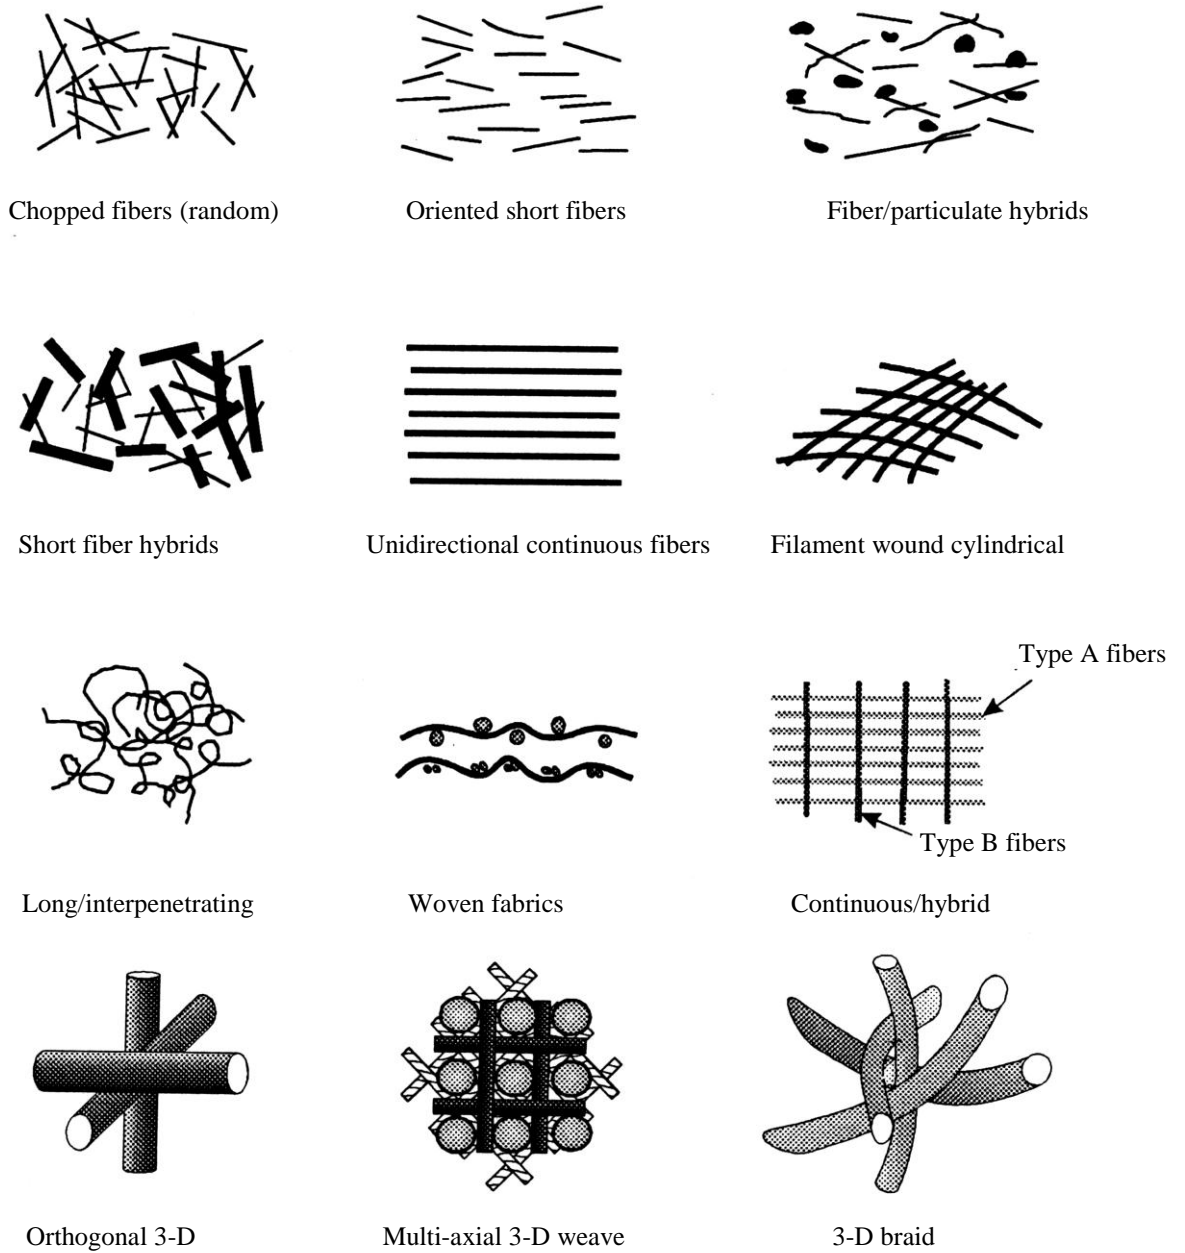 Chopped fibers (random)
Oriented short fibers
Fiber/particulate hybrids
Short fiber hybrids
Unidirectional continuous fibers
Filament wound cylindrical
Type A fibers
Type B fibers
Long/interpenetrating
Woven fabrics
Continuous/hybrid
Orthogonal 3-D
Multi-axial 3-D weave
3-D braid